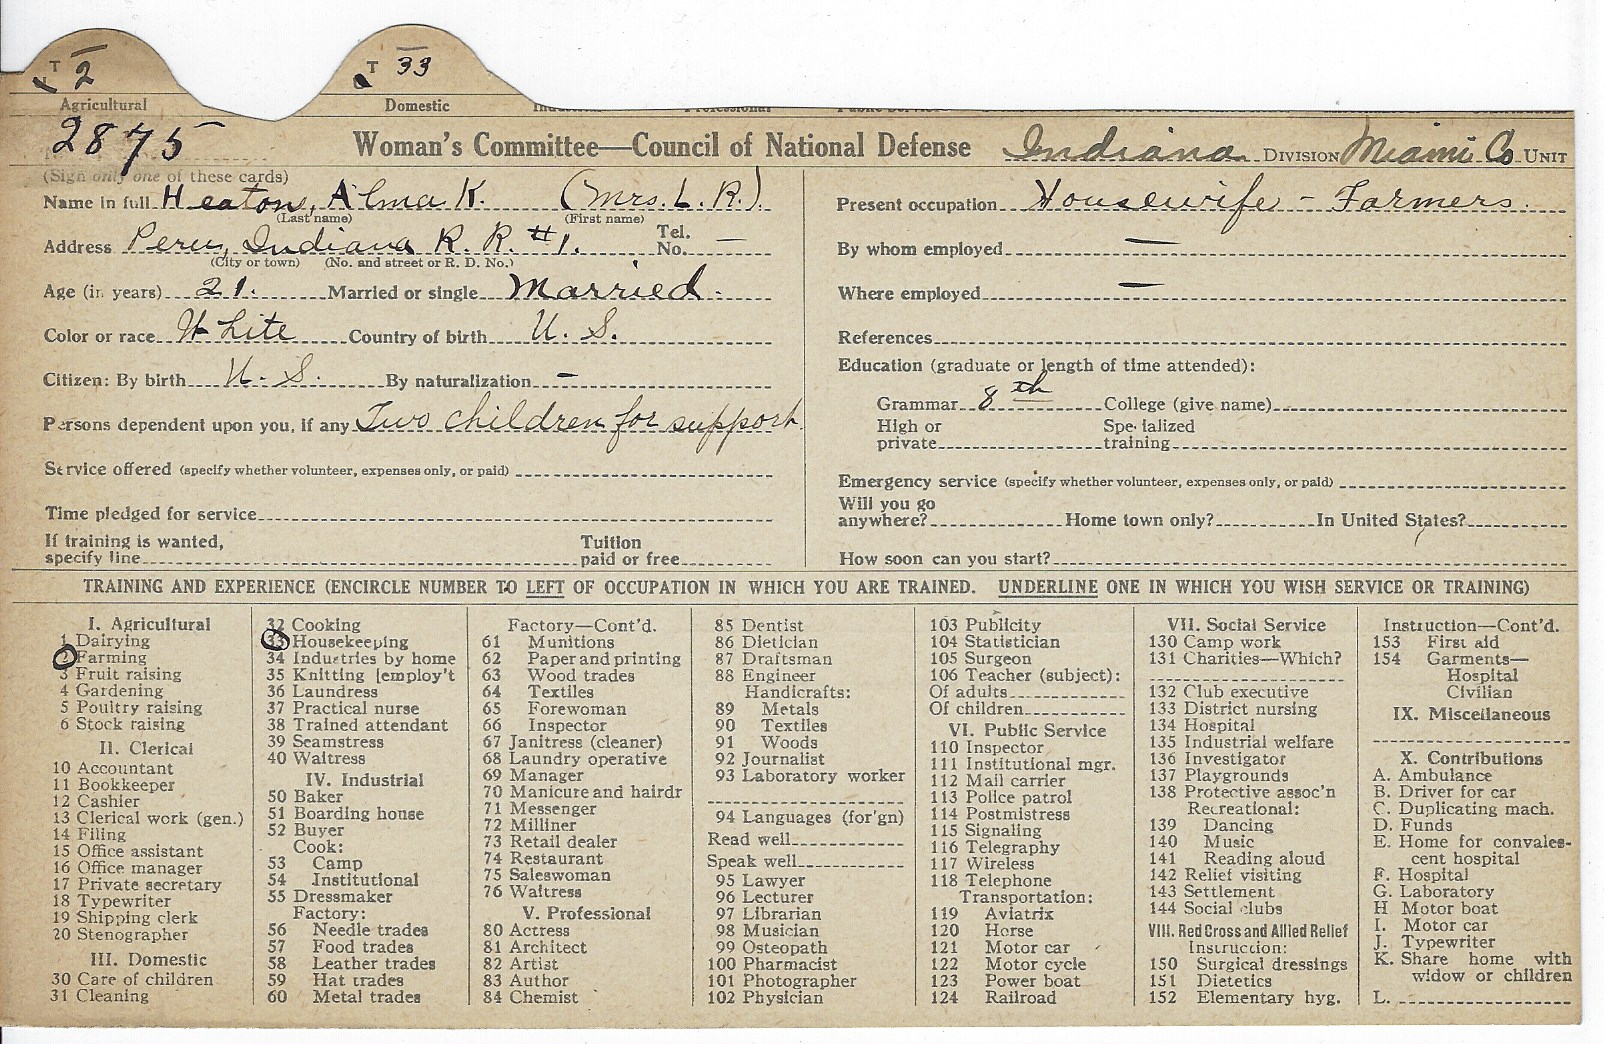 T 2 T 33
Agricultural Domestic
2875 Woman's Committee—Council of National Defense Indiana DIVISION Miami Co UNIT
(Sign only one of these cards)
Name in full Heaton, Alma K. (Mrs. L. R.) Present occupation Housewife - Farmers.
(Last name) (First name)
Address Peru, Indiana R. R. #1. Tel. No. — By whom employed —
(City or town) (No. and street or R. D. No.)
Age (in years) 21. Married or single Married. Where employed —
Color or race White Country of birth U. S. References
Citizen: By birth U. S. By naturalization - Education (graduate or length of time attended):
Grammar 8th College (give name)
Persons dependent upon you, if any Two children for support High or private Specialized training
Service offered (specify whether volunteer, expenses only, or paid) Emergency service (specify whether volunteer, expenses only, or paid)
Time pledged for service Will you go anywhere? Home town only? In United States?
If training is wanted, specify line Tuition paid or free How soon can you start?
TRAINING AND EXPERIENCE (ENCIRCLE NUMBER TO LEFT OF OCCUPATION IN WHICH YOU ARE TRAINED. UNDERLINE ONE IN WHICH YOU WISH SERVICE OR TRAINING)
I. Agricultural
1 Dairying
2 Farming
3 Fruit raising
4 Gardening
5 Poultry raising
6 Stock raising
II. Clerical
10 Accountant
11 Bookkeeper
12 Cashier
13 Clerical work (gen.)
14 Filing
15 Office assistant
16 Office manager
17 Private secretary
18 Typewriter
19 Shipping clerk
20 Stenographer
III. Domestic
30 Care of children
31 Cleaning
32 Cooking
33 Housekeeping
34 Industries by home
35 Knitting [employ't
36 Laundress
37 Practical nurse
38 Trained attendant
39 Seamstress
40 Waitress
IV. Industrial
50 Baker
51 Boarding house
52 Buyer
Cook:
53 Camp
54 Institutional
55 Dressmaker
Factory:
56 Needle trades
57 Food trades
58 Leather trades
59 Hat trades
60 Metal trades
Factory—Cont'd.
61 Munitions
62 Paper and printing
63 Wood trades
64 Textiles
65 Forewoman
66 Inspector
67 Janitress (cleaner)
68 Laundry operative
69 Manager
70 Manicure and hairdr
71 Messenger
72 Milliner
73 Retail dealer
74 Restaurant
75 Saleswoman
76 Waitress
V. Professional
80 Actress
81 Architect
82 Artist
83 Author
84 Chemist
85 Dentist
86 Dietician
87 Draftsman
88 Engineer
Handicrafts:
89 Metals
90 Textiles
91 Woods
92 Journalist
93 Laboratory worker
94 Languages (for'gn)
Read well
Speak well
95 Lawyer
96 Lecturer
97 Librarian
98 Musician
99 Osteopath
100 Pharmacist
101 Photographer
102 Physician
103 Publicity
104 Statistician
105 Surgeon
106 Teacher (subject):
Of adults
Of children
VI. Public Service
110 Inspector
111 Institutional mgr.
112 Mail carrier
113 Police patrol
114 Postmistress
115 Signaling
116 Telegraphy
117 Wireless
118 Telephone
Transportation:
119 Aviatrix
120 Horse
121 Motor car
122 Motor cycle
123 Power boat
124 Railroad
VII. Social Service
130 Camp work
131 Charities—Which?
132 Club executive
133 District nursing
134 Hospital
135 Industrial welfare
136 Investigator
137 Playgrounds
138 Protective assoc'n
Recreational:
139 Dancing
140 Music
141 Reading aloud
142 Relief visiting
143 Settlement
144 Social clubs
VIII. Red Cross and Allied Relief
Instruction:
150 Surgical dressings
151 Dietetics
152 Elementary hyg.
Instruction—Cont'd.
153 First aid
154 Garments—
Hospital
Civilian
IX. Miscellaneous
X. Contributions
A. Ambulance
B. Driver for car
C. Duplicating mach.
D. Funds
E. Home for convales-
cent hospital
F. Hospital
G. Laboratory
H Motor boat
I. Motor car
J. Typewriter
K. Share home with
widow or children
L.